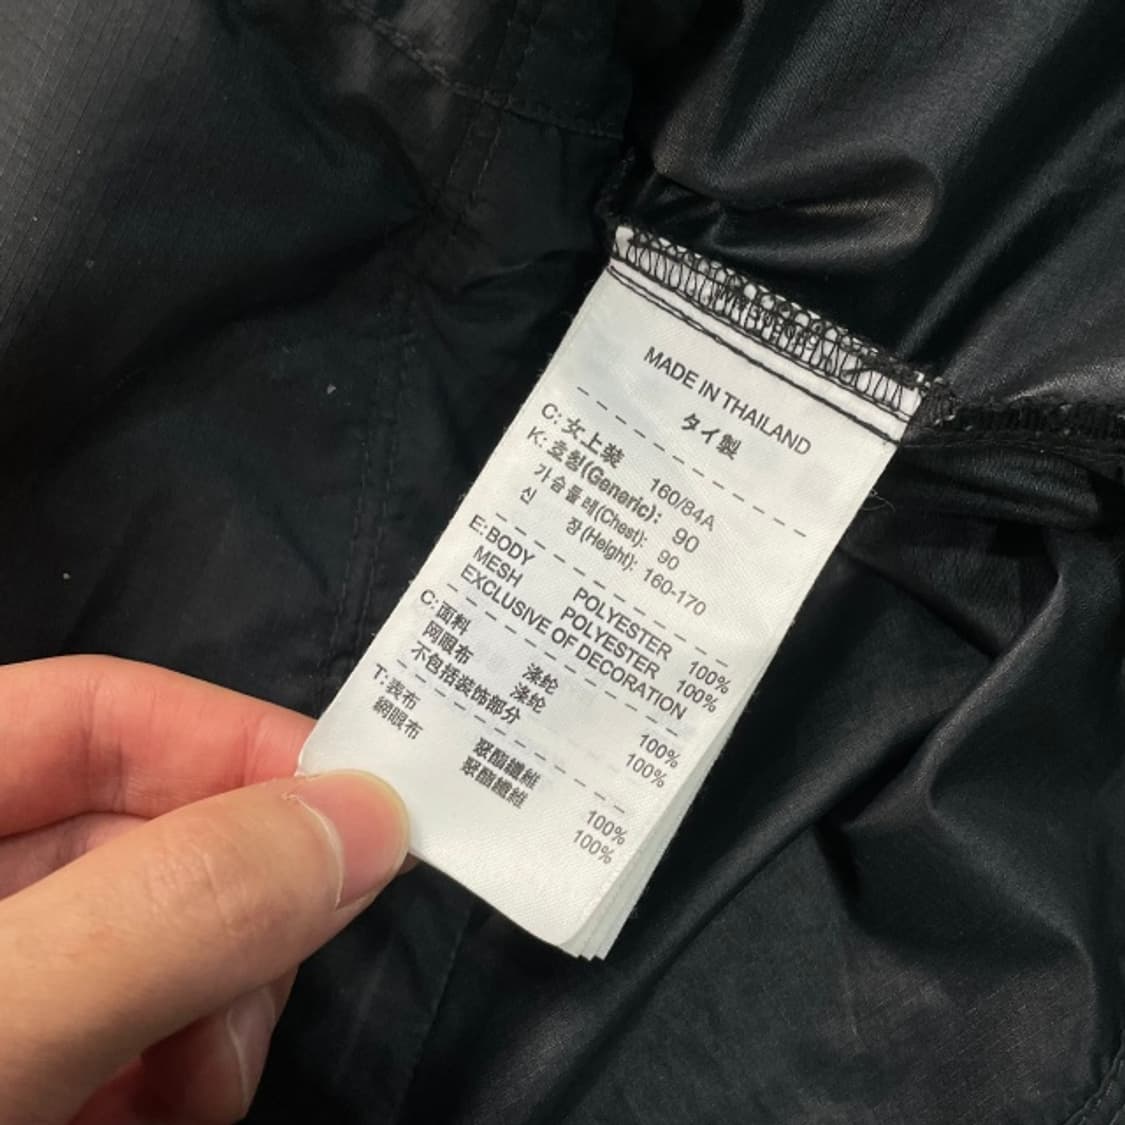 MADE IN THAILAND
タイ製
C: 女上装 160/84A
K: 호칭(Generic): 90
가슴둘레(Chest): 90
신 장(Height): 160-170
E: BODY POLYESTER 100%
MESH POLYESTER 100%
EXCLUSIVE OF DECORATION
C: 面料 涤纶 100%
网眼布 涤纶 100%
不包括装饰部分
T: 表布 聚酯纖維 100%
網眼布 聚酯纖維 100%